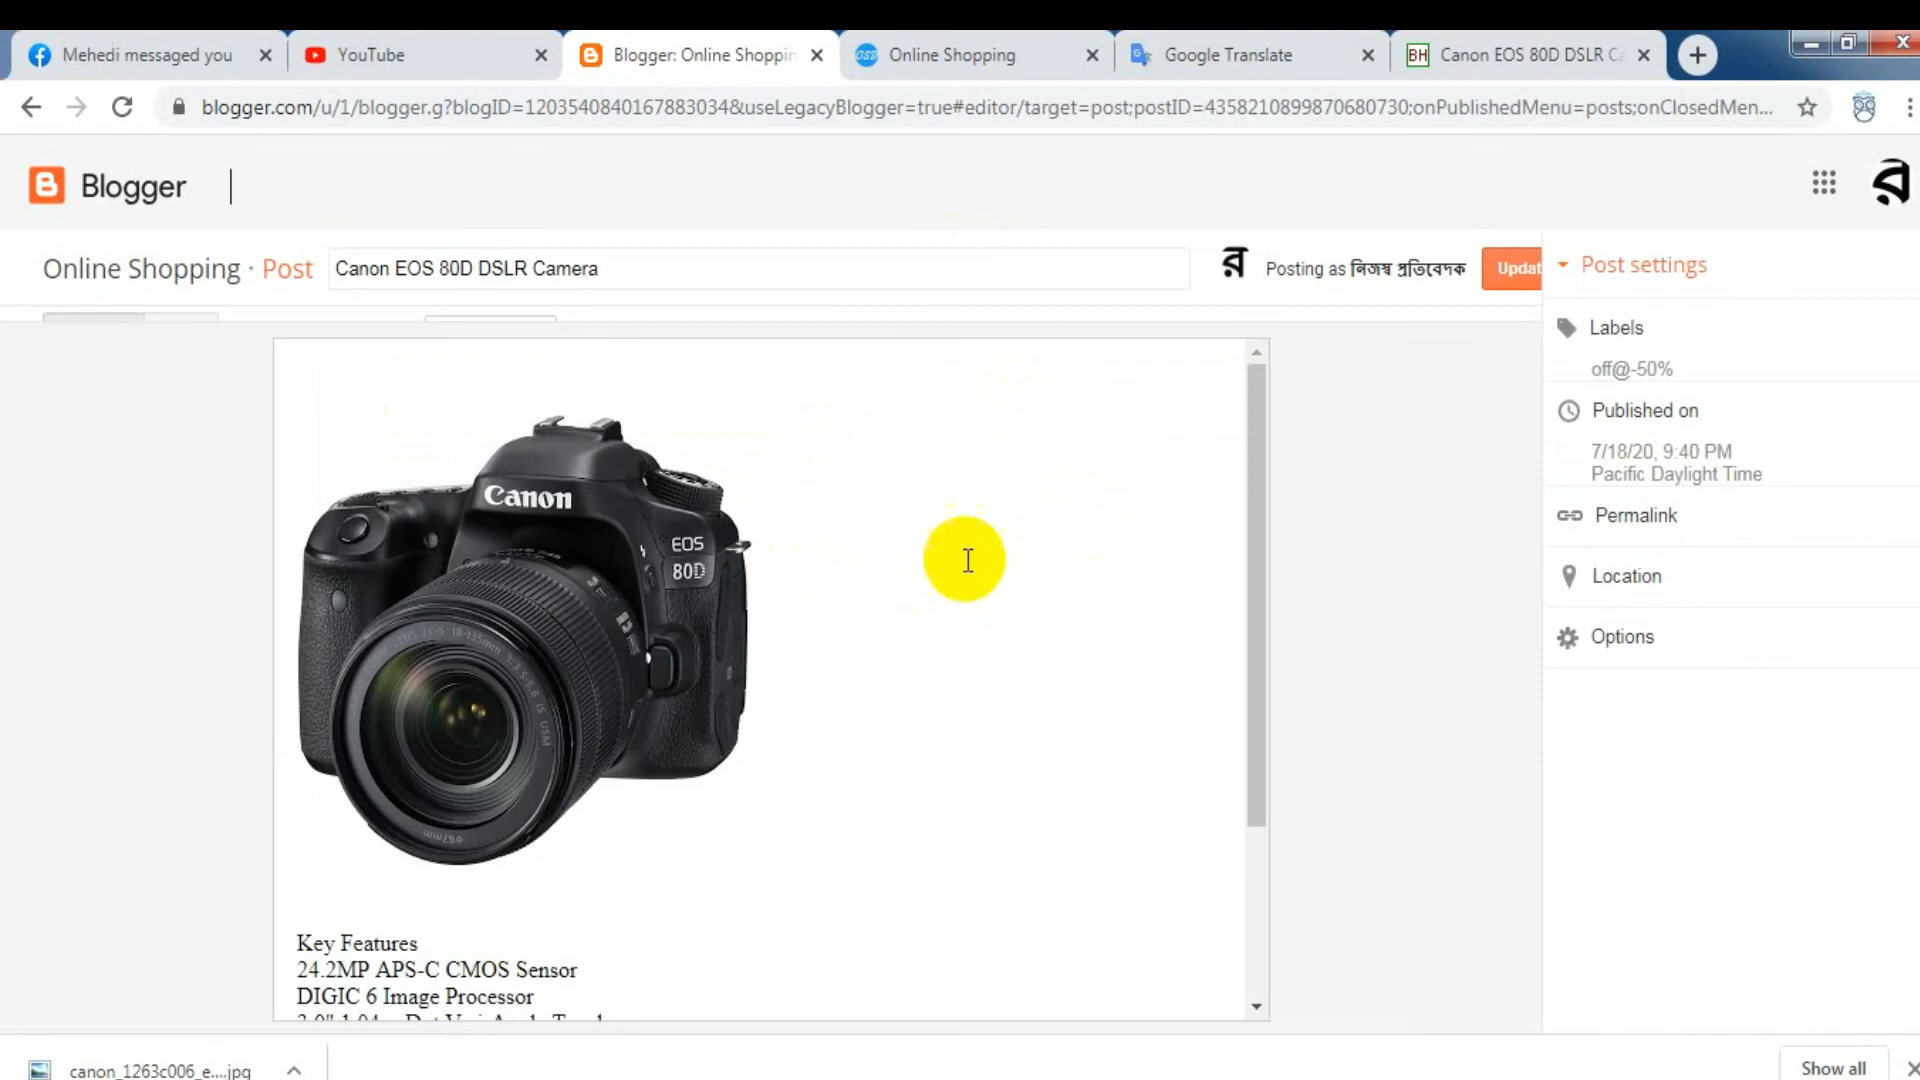 Mehedi messaged you
YouTube
Blogger: Online Shoppin
Online Shopping
Google Translate
BH
Canon EOS 80D DSLR Ca
blogger.com/u/1/blogger.g?blogID=1203540840167883034&useLegacyBlogger=true#editor/target=post;postID=4358210899870680730;onPublishedMenu=posts;onClosedMen...
Blogger
Online Shopping · Post
Canon EOS 80D DSLR Camera
র
Posting as নিজস্ব প্রতিবেদক
Updat
Post settings
Labels
off@-50%
Published on
7/18/20, 9:40 PM
Pacific Daylight Time
Permalink
Location
Options
Canon
EOS
80D
Key Features
24.2MP APS-C CMOS Sensor
DIGIC 6 Image Processor
canon_1263c006_e....jpg
Show all